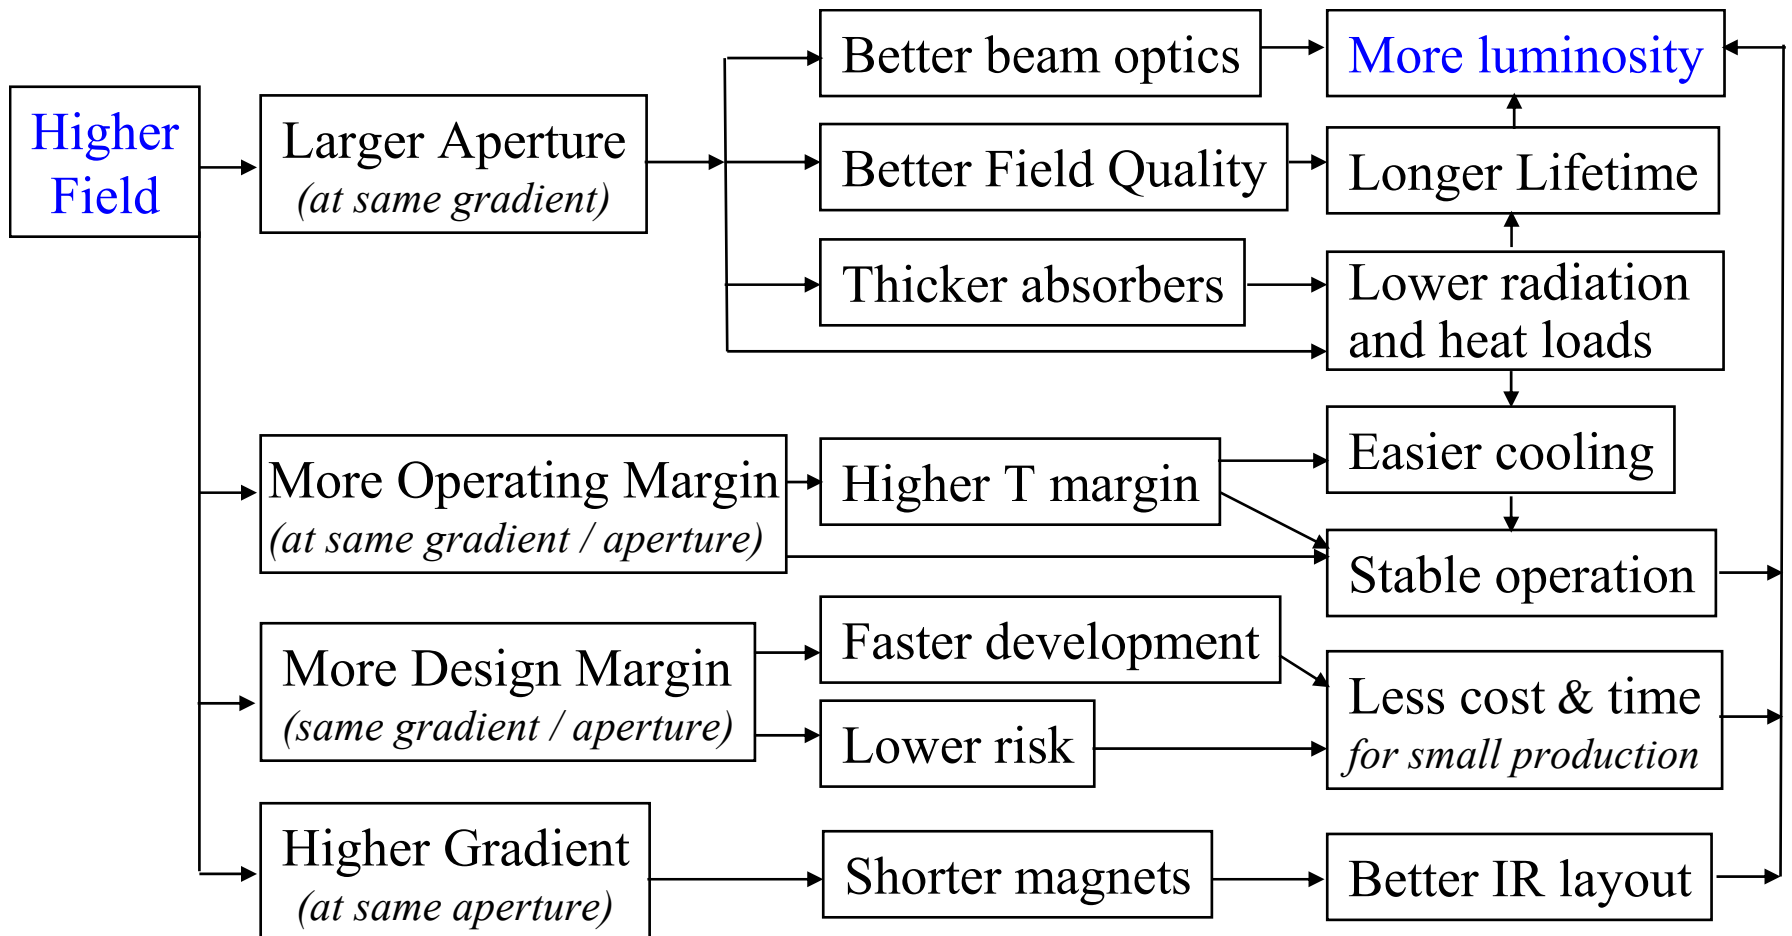 Higher
Field
Larger Aperture
(at same gradient)
Better beam optics
More luminosity
Better Field Quality
Longer Lifetime
Thicker absorbers
Lower radiation
and heat loads
More Operating Margin
(at same gradient / aperture)
Higher T margin
Easier cooling
Stable operation
More Design Margin
(same gradient / aperture)
Faster development
Lower risk
Less cost & time
for small production
Higher Gradient
(at same aperture)
Shorter magnets
Better IR layout